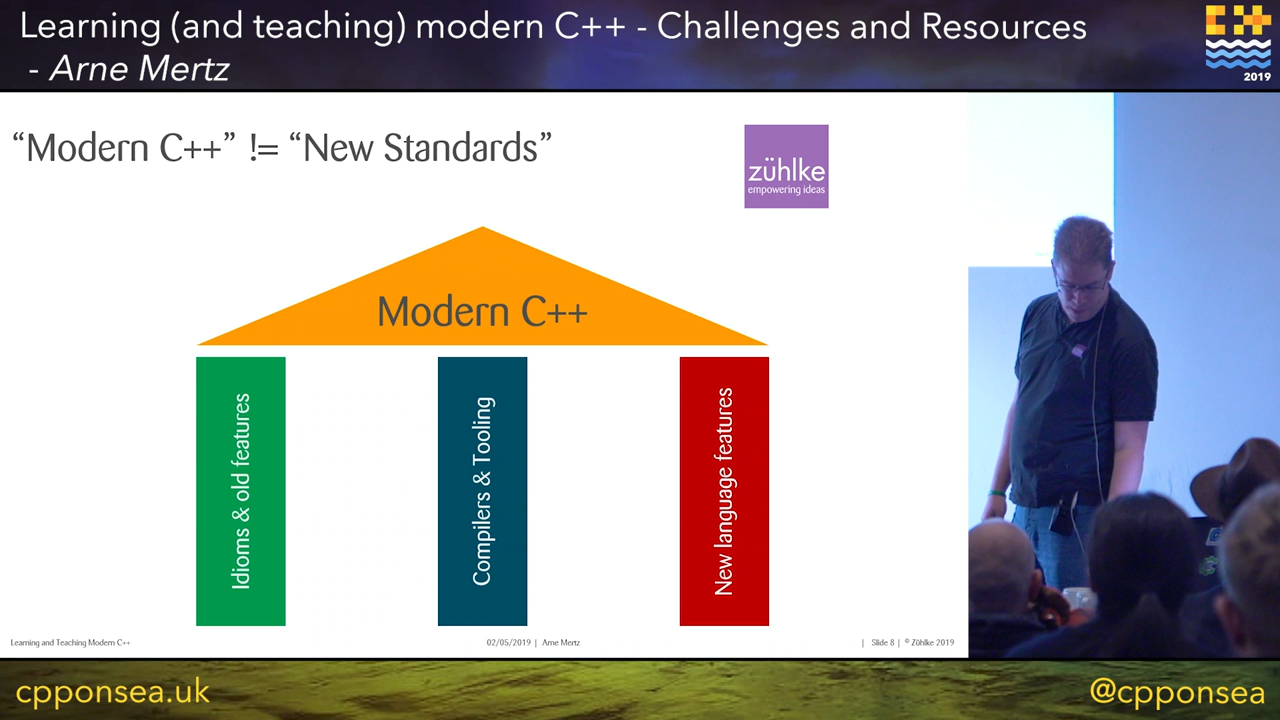 Learning (and teaching) modern C++ - Challenges and Resources
- Arne Mertz
2019
“Modern C++” != “New Standards”
zühlke
empowering ideas
Modern C++
Idioms & old features
Compilers & Tooling
New language features
Learning and Teaching Modern C++
02/05/2019 | Arne Mertz
| Slide 8 | © Zühlke 2019
cpponsea.uk
@cpponsea